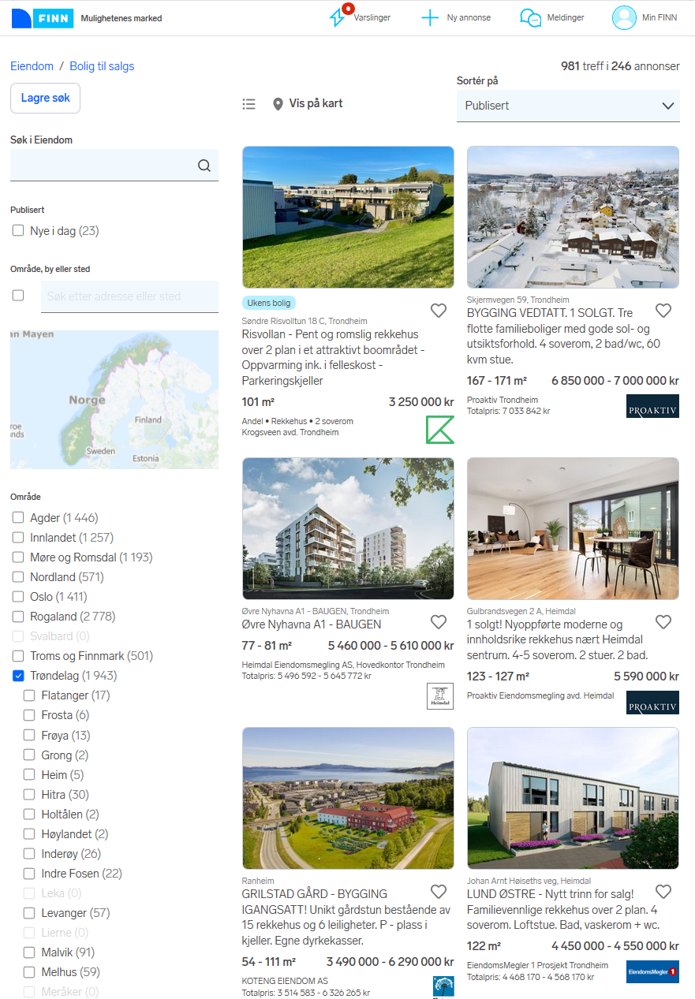 FINN
Mulighetenes marked
Varslinger
Ny annonse
Meldinger
Min FINN
Eiendom / Bolig til salgs
981 treff i 246 annonser
Lagre søk
Vis på kart
Sortér på
Publisert
Søk i Eiendom
Publisert
Nye i dag (23)
Område, by eller sted
Søk etter adresse eller sted
an Mayen
Norge
Finland
roe
nds
Sweden
Estonia
Område
Agder (1 446)
Innlandet (1 257)
Møre og Romsdal (1 193)
Nordland (571)
Oslo (1 411)
Rogaland (2 778)
Svalbard (0)
Troms og Finnmark (501)
Trøndelag (1 943)
Flatanger (17)
Frosta (6)
Frøya (13)
Grong (2)
Heim (5)
Hitra (30)
Holtålen (2)
Høylandet (2)
Inderøy (26)
Indre Fosen (22)
Leka (0)
Levanger (57)
Lierne (0)
Malvik (91)
Melhus (59)
Meråker (0)
Ukens bolig
Søndre Risvolltun 18 C, Trondheim
Risvollan - Pent og romslig rekkehus
over 2 plan i et attraktivt boområdet -
Oppvarming ink. i felleskost -
Parkeringskjeller
101 m² 3 250 000 kr
Andel • Rekkehus • 2 soverom
Krogsveen avd. Trondheim
Skjermvegen 59, Trondheim
BYGGING VEDTATT. 1 SOLGT. Tre
flotte familieboliger med gode sol- og
utsiktsforhold. 4 soverom, 2 bad/wc, 60
kvm stue.
167 - 171 m² 6 850 000 - 7 000 000 kr
Proaktiv Trondheim
Totalpris: 7 033 842 kr
PROAKTIV
Øvre Nyhavna A1 - BAUGEN, Trondheim
Øvre Nyhavna A1 - BAUGEN
77 - 81 m² 5 460 000 - 5 610 000 kr
Heimdal Eiendomsmegling AS, Hovedkontor Trondheim
Totalpris: 5 496 592 - 5 645 772 kr
Heimdal
Gulbrandsvegen 2 A, Heimdal
1 solgt! Nyoppførte moderne og
innholdsrike rekkehus nært Heimdal
sentrum. 4-5 soverom. 2 stuer. 2 bad.
123 - 127 m² 5 590 000 kr
Proaktiv Eiendomsmegling avd. Heimdal
PROAKTIV
Ranheim
GRILSTAD GÅRD - BYGGING
IGANGSATT! Unikt gårdstun bestående av
15 rekkehus og 6 leiligheter. P - plass i
kjeller. Egne dyrkekasser.
54 - 111 m² 3 490 000 - 6 290 000 kr
KOTENG EIENDOM AS
Totalpris: 3 514 583 - 6 326 265 kr
Johan Arnt Høiseths veg, Heimdal
LUND ØSTRE - Nytt trinn for salg!
Familievennlige rekkehus over 2 plan. 4
soverom. Loftstue. Bad, vaskerom + wc.
122 m² 4 450 000 - 4 550 000 kr
EiendomsMegler 1 Prosjekt Trondheim
Totalpris: 4 468 170 - 4 568 170 kr
EiendomsMegler 1